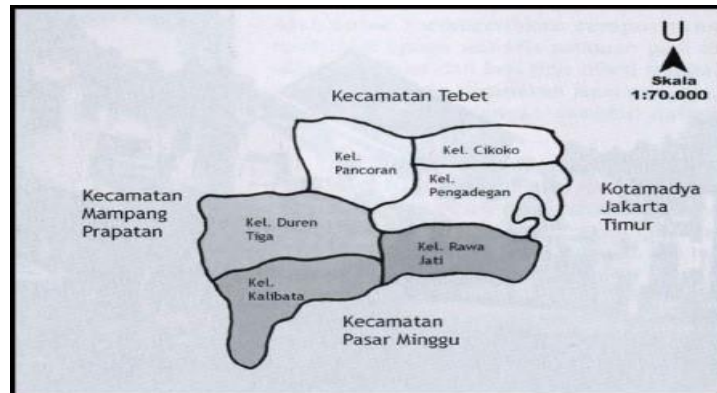 U
Skala
1:70.000
Kecamatan Tebet
Kel. Cikoko
Kel.
Pancoran
Kel.
Pengadegan
Kecamatan
Mampang
Prapatan
Kotamadya
Jakarta
Timur
Kel. Duren
Tiga
Kel. Rawa
Jati
Kel.
Kalibata
Kecamatan
Pasar Minggu